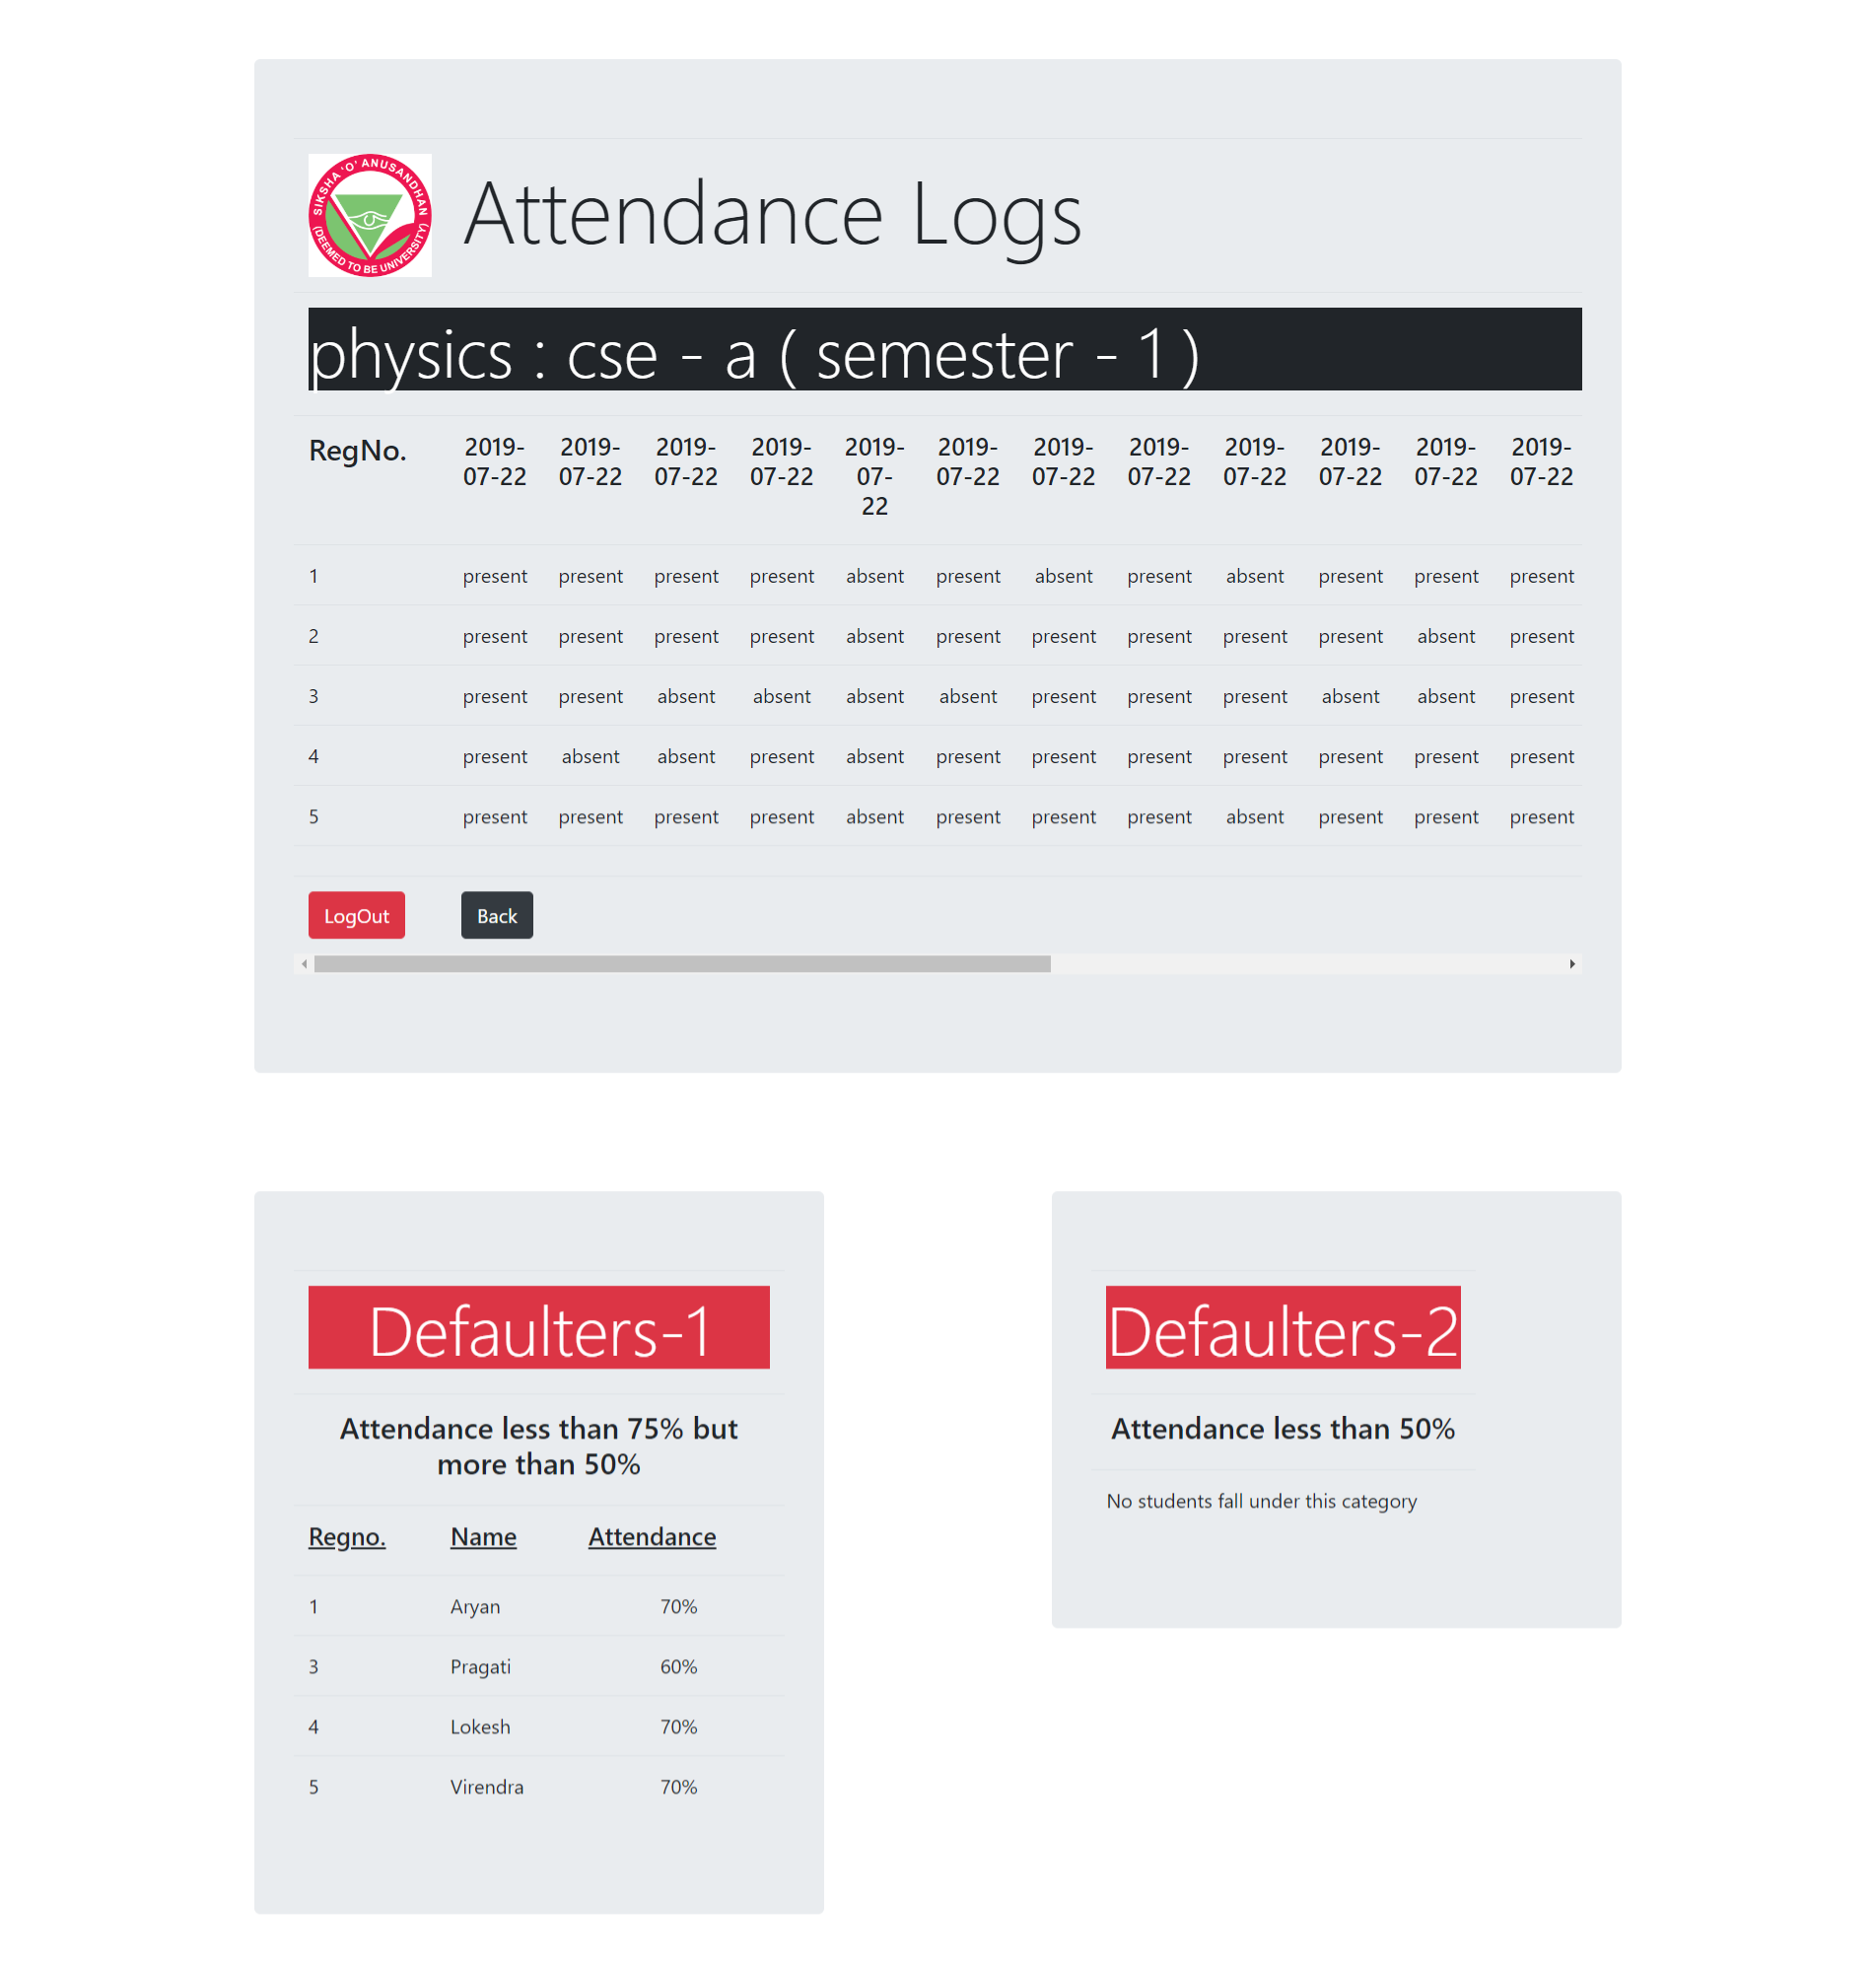 SIKSHA 'O' ANUSANDHAN
(DEEMED TO BE UNIVERSITY)
Attendance Logs
physics : cse - a ( semester - 1 )
RegNo. 2019-07-22 2019-07-22 2019-07-22 2019-07-22 2019-07-22 2019-07-22 2019-07-22 2019-07-22 2019-07-22 2019-07-22 2019-07-22 2019-07-22
1 present present present present absent present absent present absent present present present
2 present present present present absent present present present present present absent present
3 present present absent absent absent absent present present present absent absent present
4 present absent absent present absent present present present present present present present
5 present present present present absent present present present absent present present present
LogOut Back
Defaulters-1
Attendance less than 75% but
more than 50%
Regno. Name Attendance
1 Aryan 70%
3 Pragati 60%
4 Lokesh 70%
5 Virendra 70%
Defaulters-2
Attendance less than 50%
No students fall under this category